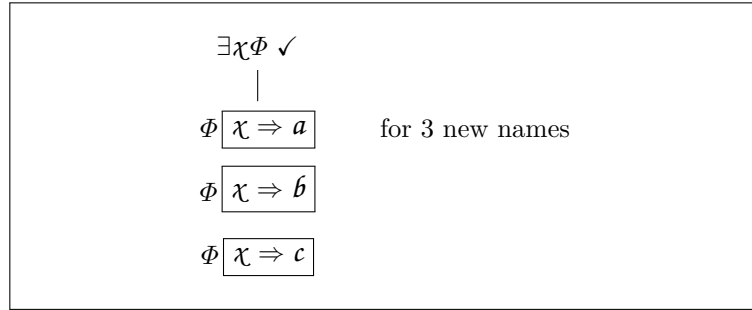 ∃χΦ ✓
Φ χ ⇒ a for 3 new names
Φ χ ⇒ b
Φ χ ⇒ c